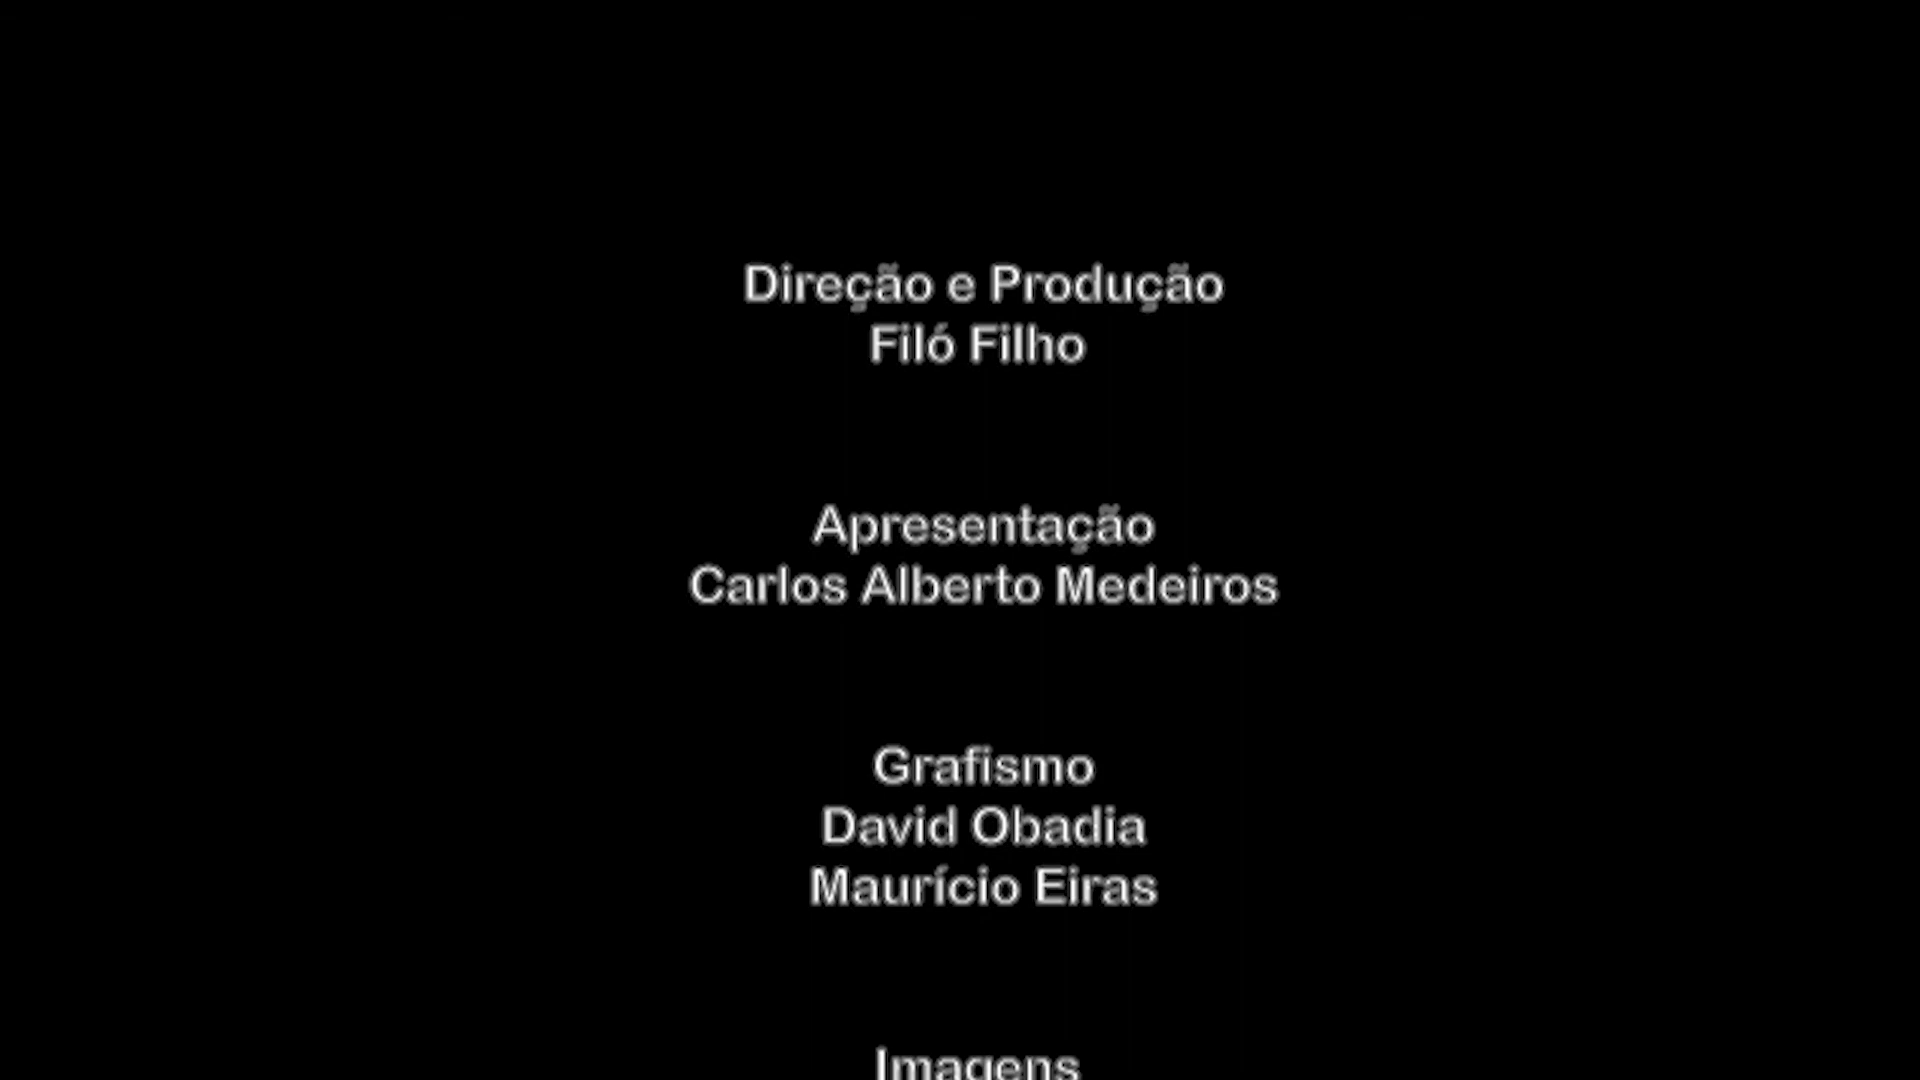 Direção e Produção
Filó Filho
Apresentação
Carlos Alberto Medeiros
Grafismo
David Obadia
Maurício Eiras
Imagens